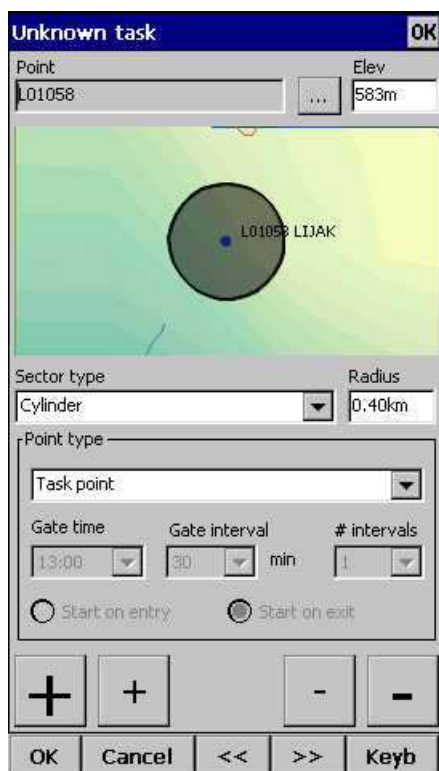 Unknown task OK
Point Elev
L01058 ... 583m
L01058 LIJAK
Sector type Radius
Cylinder 0.40km
Point type
Task point
Gate time Gate interval # intervals
13:00 30 min 1
Start on entry Start on exit
+ + - -
OK Cancel << >> Keyb